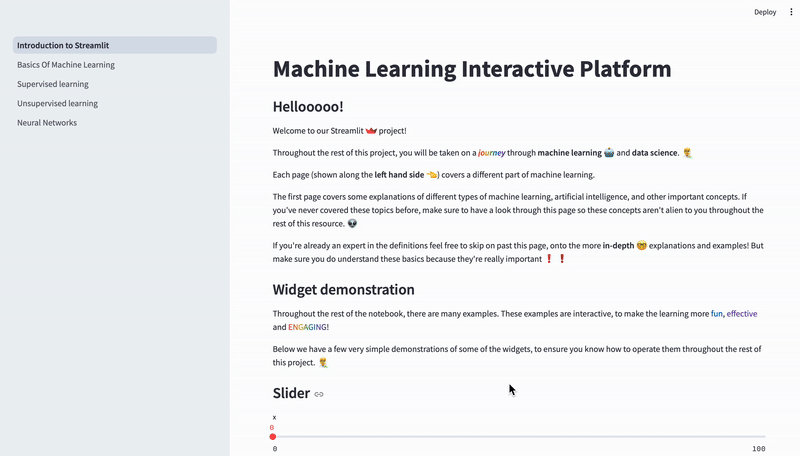 Deploy
Introduction to Streamlit
Basics Of Machine Learning
Supervised learning
Unsupervised learning
Neural Networks
Machine Learning Interactive Platform
Hellooooo!
Welcome to our Streamlit project!
Throughout the rest of this project, you will be taken on a journey through machine learning and data science.
Each page (shown along the left hand side ) covers a different part of machine learning.
The first page covers some explanations of different types of machine learning, artificial intelligence, and other important concepts. If
you've never covered these topics before, make sure to have a look through this page so these concepts aren't alien to you throughout the
rest of this resource.
If you're already an expert in the definitions feel free to skip on past this page, onto the more in-depth explanations and examples! But
make sure you do understand these basics because they're really important ❗ ❗
Widget demonstration
Throughout the rest of the notebook, there are many examples. These examples are interactive, to make the learning more fun, effective
and ENGAGING!
Below we have a few very simple demonstrations of some of the widgets, to ensure you know how to operate them throughout the rest of
this project.
Slider
x
0
0 100